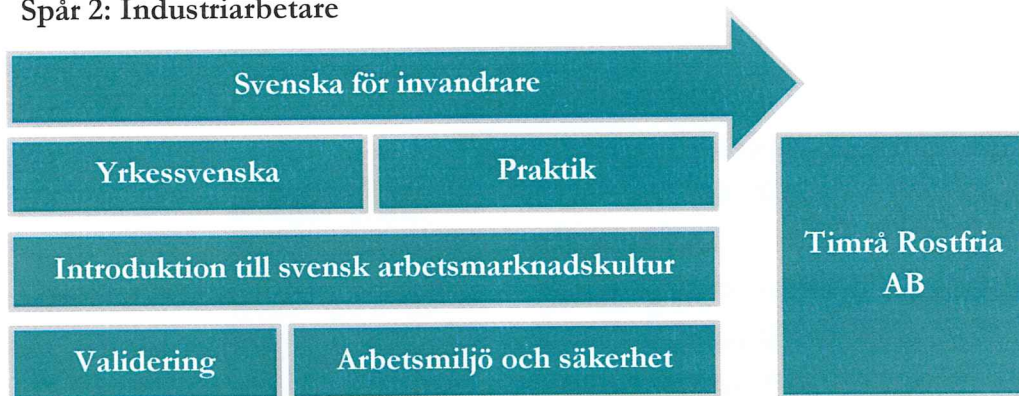 Spår 2: Industriarbetare
Svenska för invandrare
Yrkessvenska
Praktik
Introduktion till svensk arbetsmarknadskultur
Timrå Rostfria
AB
Validering
Arbetsmiljö och säkerhet